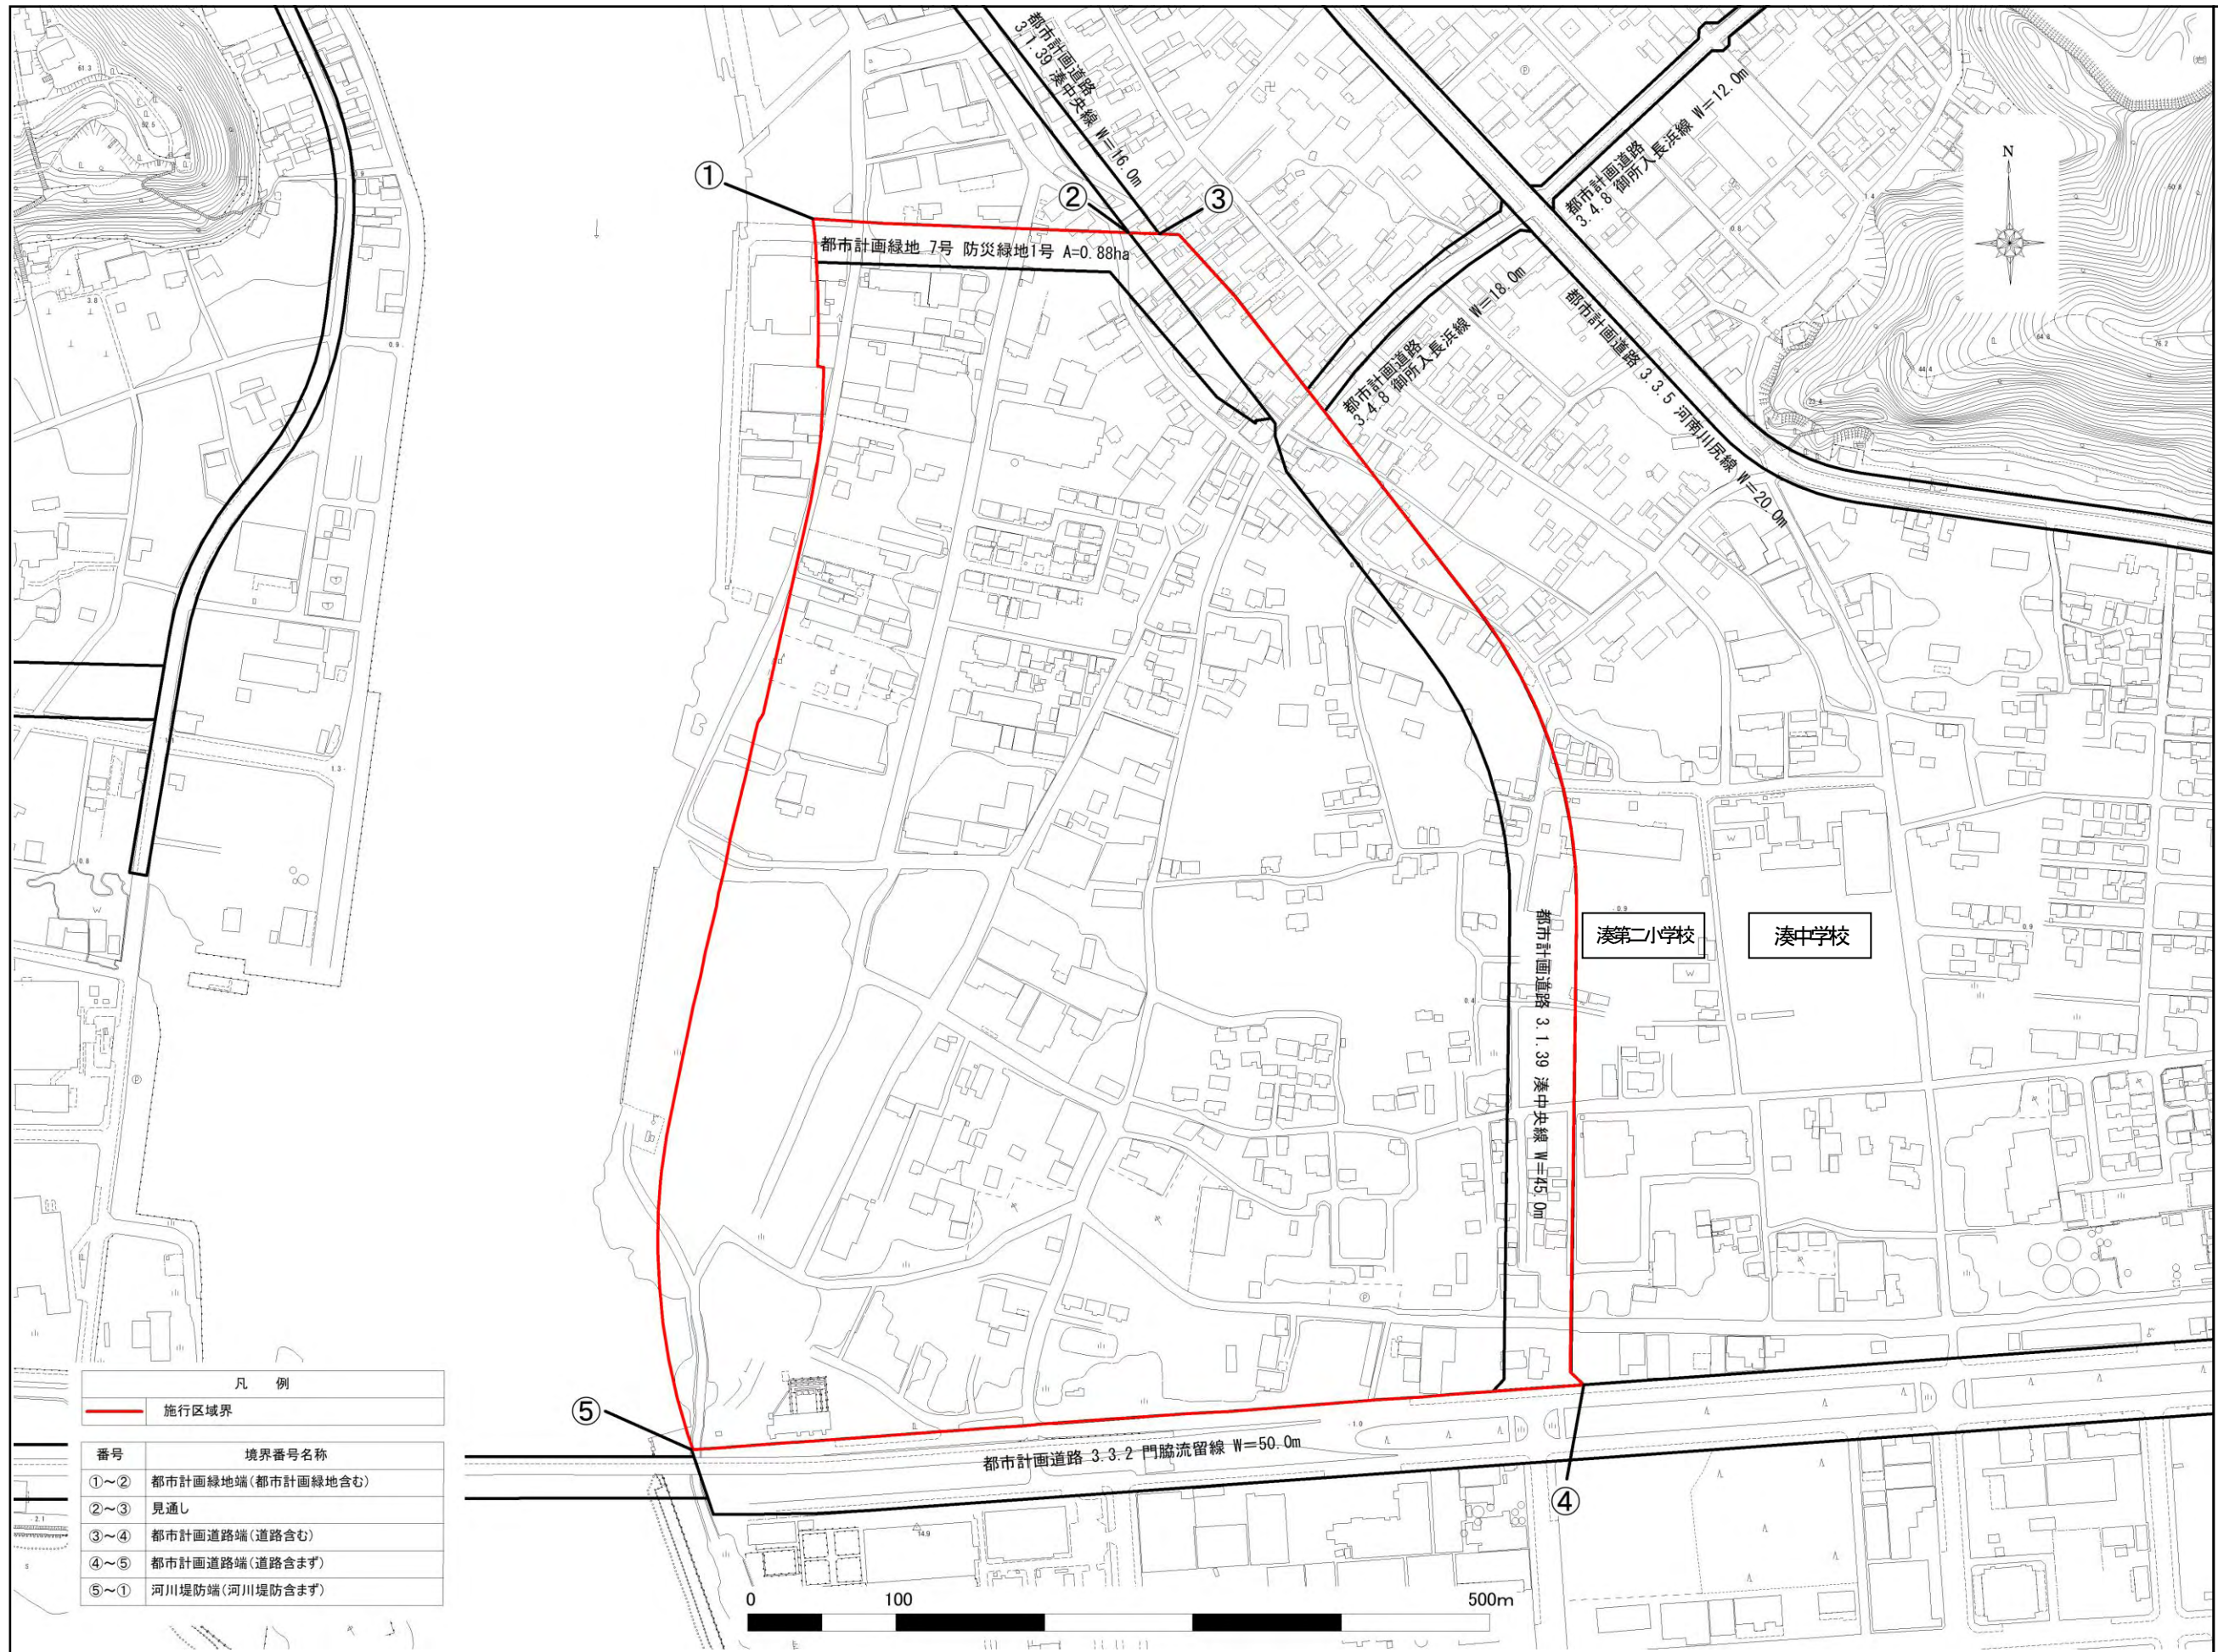 都市計画道路
3.1.39 湊中央線 W=16.0m
都市計画道路
3.4.8 御所入長浜線 W=12.0m
N
①
②
③
都市計画緑地 7号 防災緑地1号 A=0.88ha
都市計画道路
3.4.8 御所入長浜線 W=18.0m
都市計画道路 3.3.5 河南川尻線 W=20.0m
都市計画道路 3.1.39 湊中央線 W=45.0m
湊第二小学校
湊中学校
凡 例
施行区域界
番号 境界番号名称
①～② 都市計画緑地端(都市計画緑地含む)
②～③ 見通し
③～④ 都市計画道路端(道路含む)
④～⑤ 都市計画道路端(道路含まず)
⑤～① 河川堤防端(河川堤防含まず)
⑤
都市計画道路 3.3.2 門脇流留線 W=50.0m
④
0 100 500m